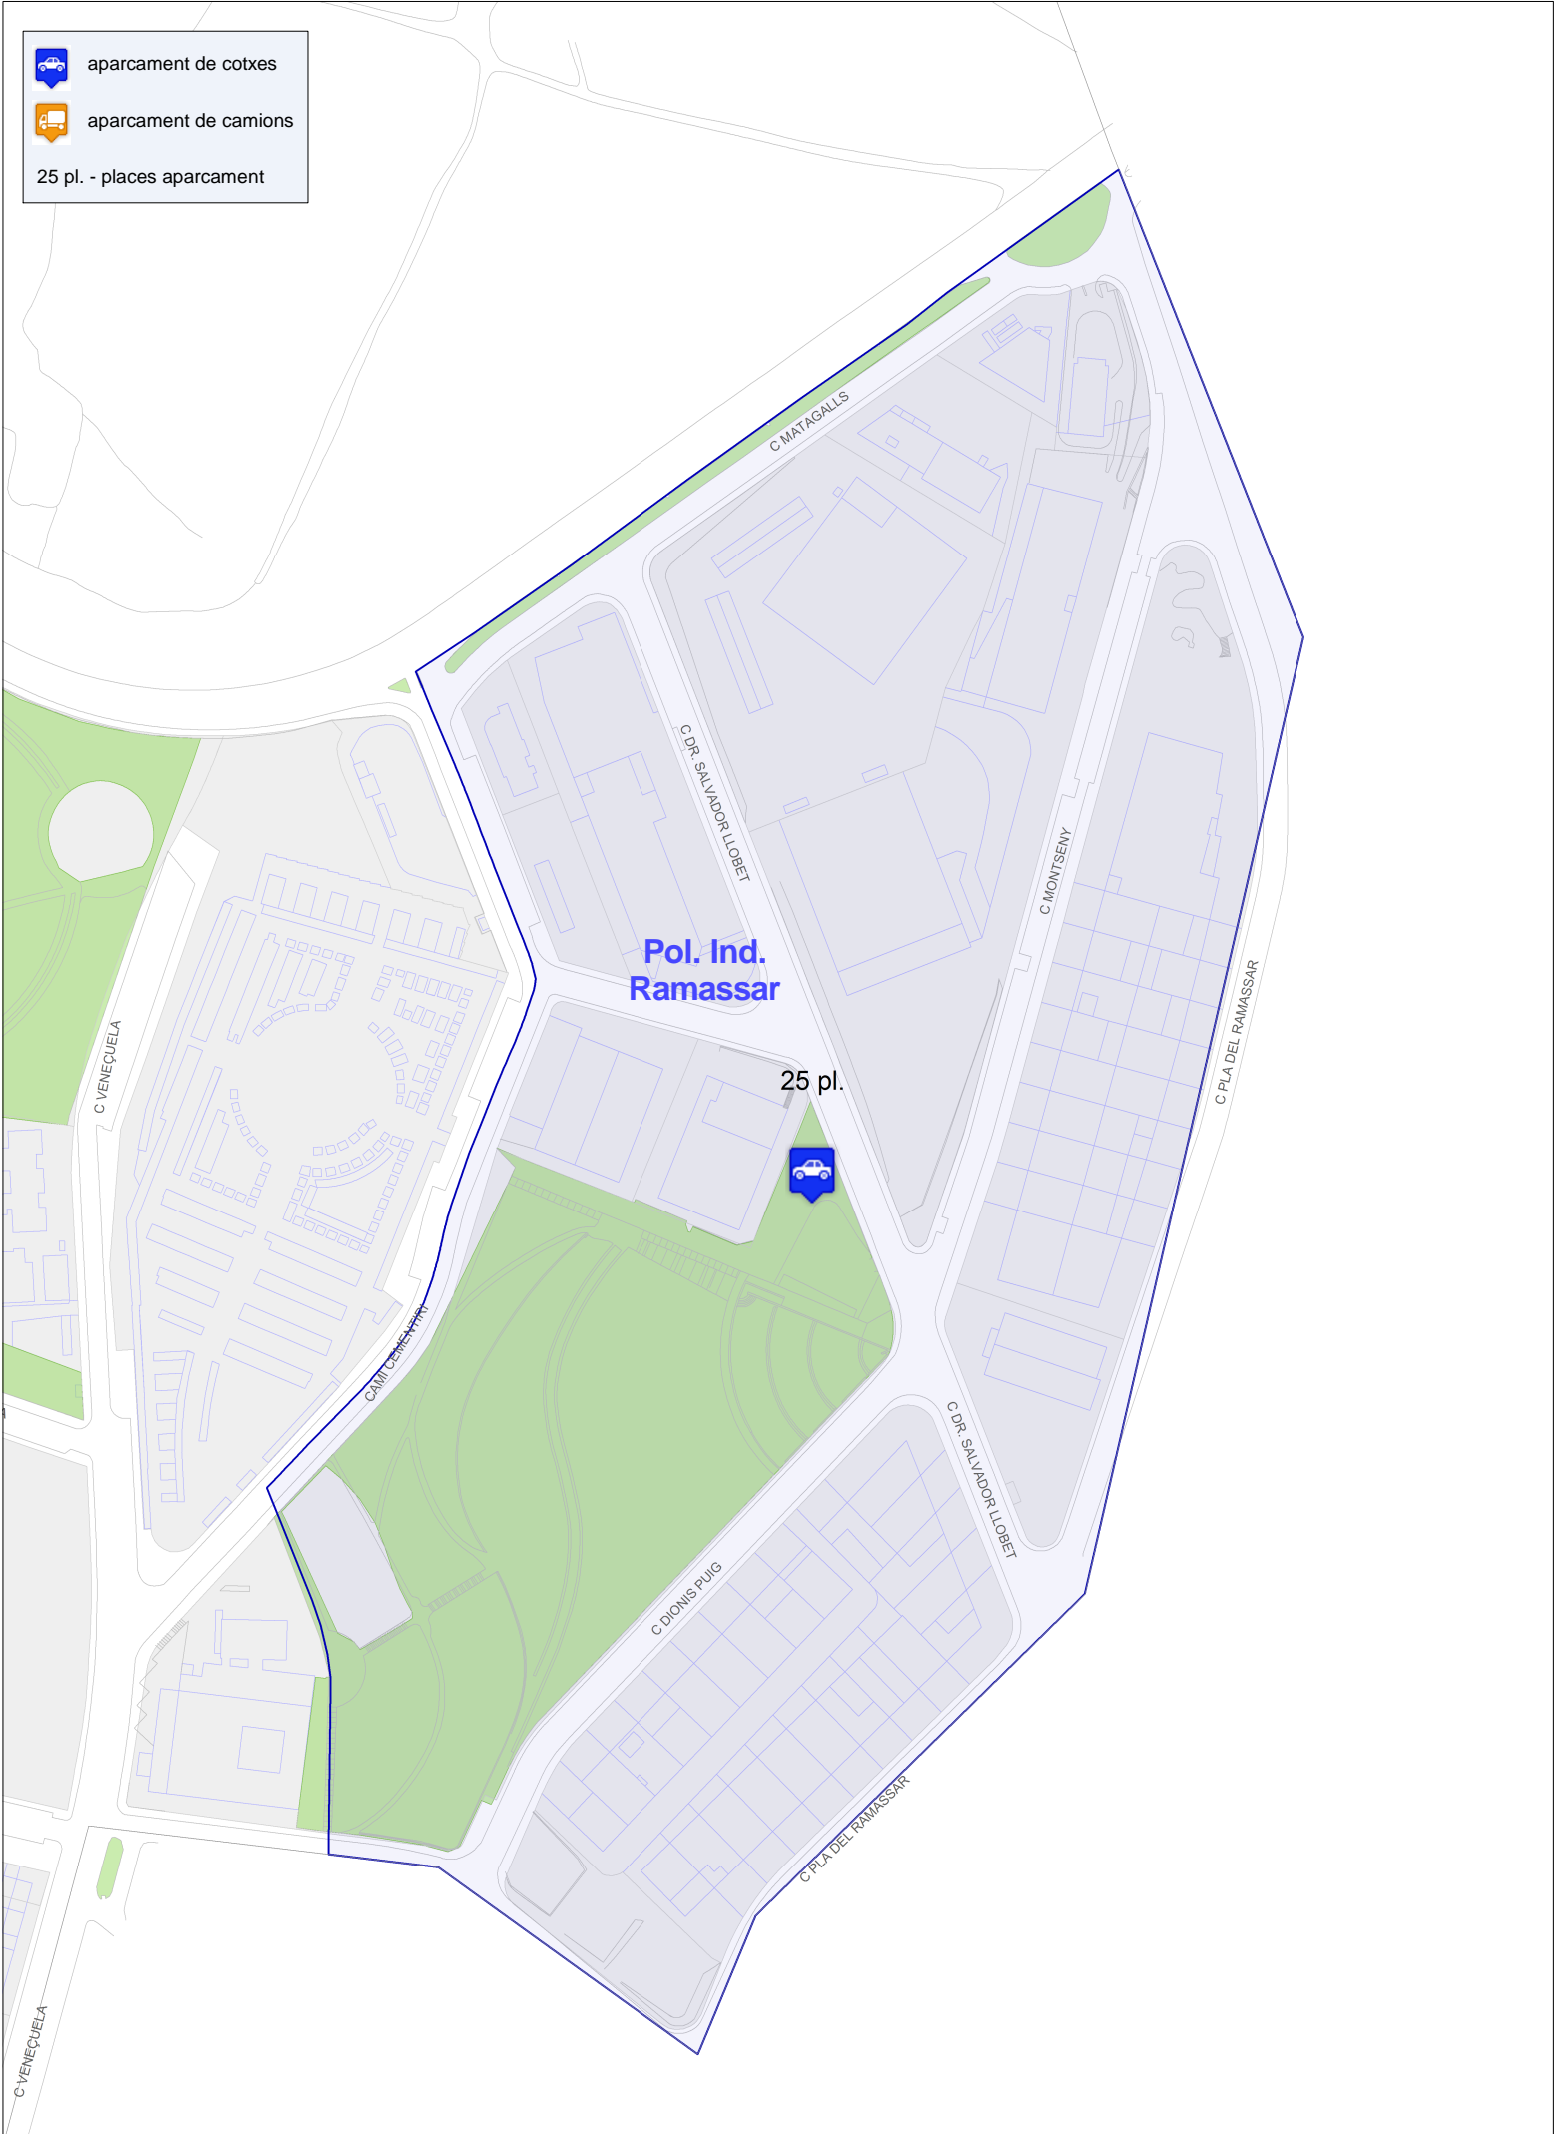 aparcament de cotxes
aparcament de camions
25 pl. - places aparcament
C MATAGALLS
C DR. SALVADOR LLOBET
C MONTSENY
Pol. Ind.
Ramassar
C PLA DEL RAMASSAR
C VENEÇUELA
25 pl.
CAMI CEMENTIRI
C DR. SALVADOR LLOBET
C DIONIS PUIG
C PLA DEL RAMASSAR
C VENEÇUELA